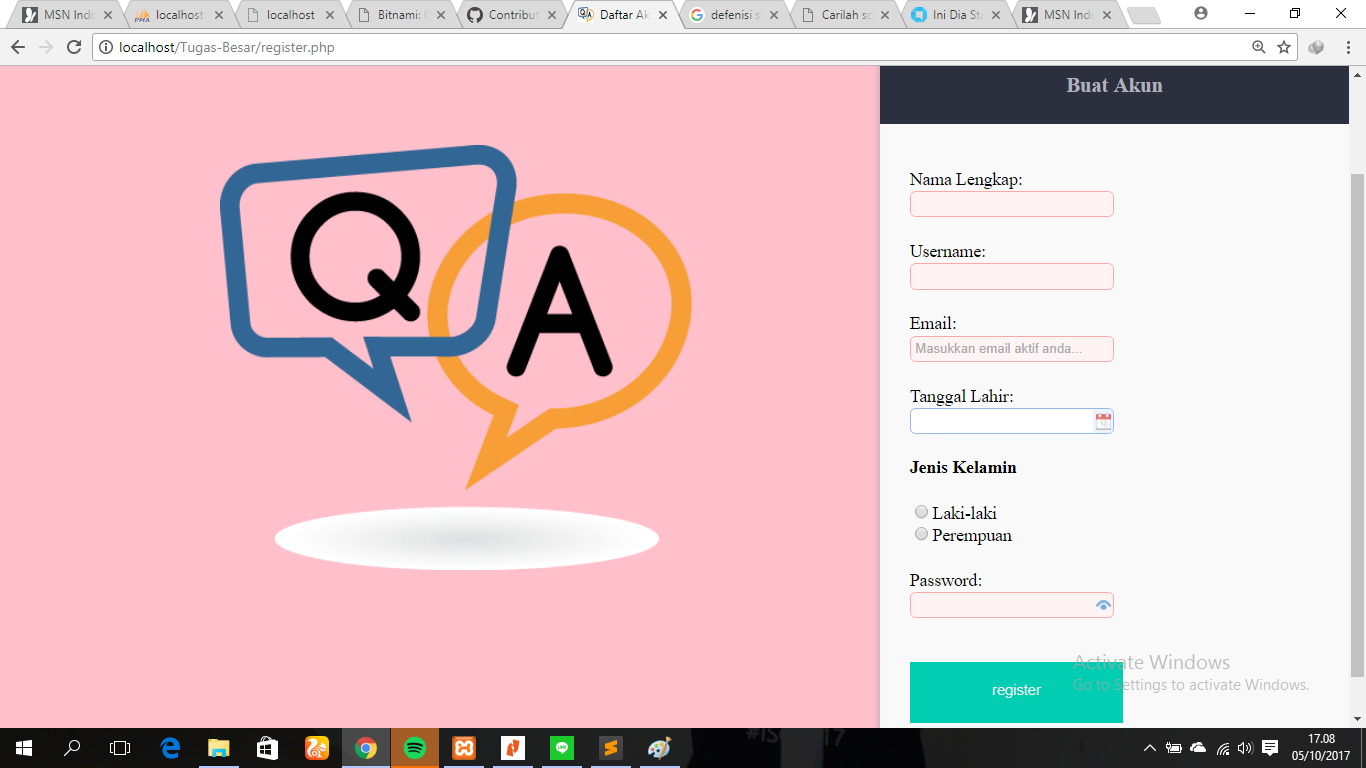 MSN Indo
localhost
localhost
Bitnami:
Contribut
Daftar Ak
defenisi s
Carilah so
Ini Dia Sta
MSN Indo
localhost/Tugas-Besar/register.php
Buat Akun
Q
A
Nama Lengkap:
Username:
Email:
Masukkan email aktif anda...
Tanggal Lahir:
Jenis Kelamin
Laki-laki
Perempuan
Password:
register
Activate Windows
Go to Settings to activate Windows.
17.08
05/10/2017